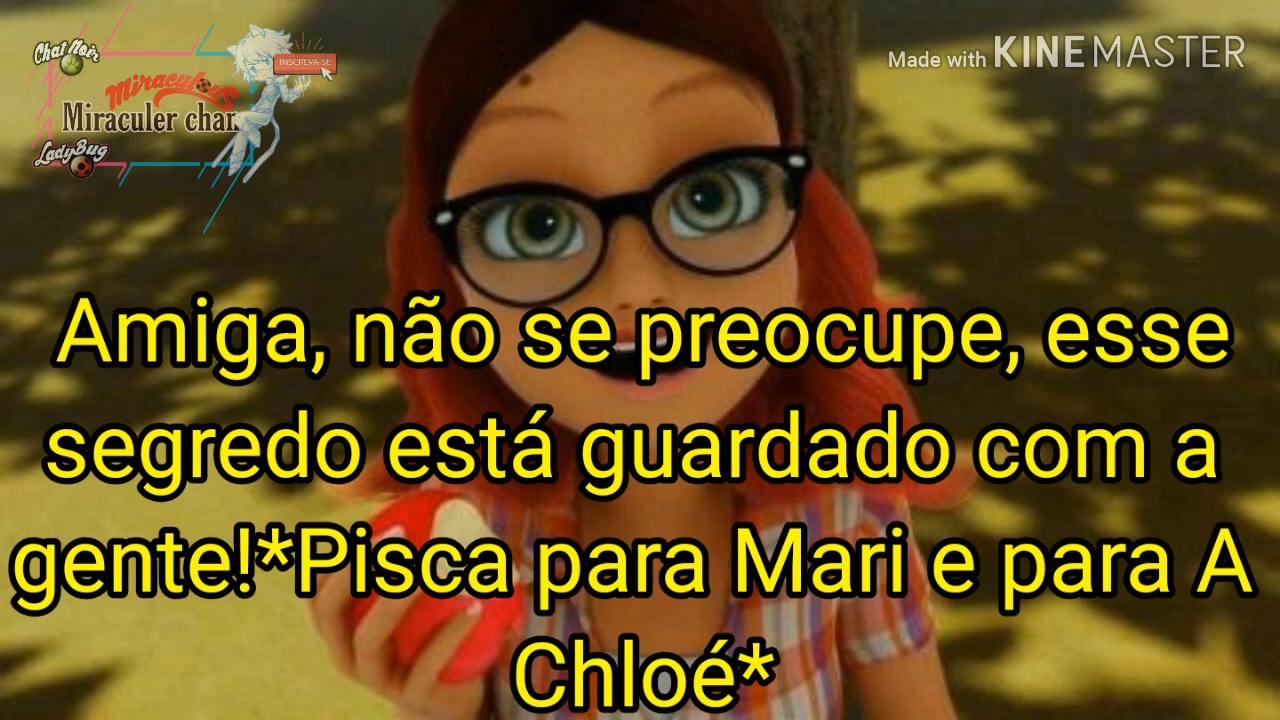 Chat Noir
INSCREVA-SE
Miraculous
Miraculer char
LadyBug
Made with KINEMASTER
Amiga, não se preocupe, esse
segredo está guardado com a
gente!*Pisca para Mari e para A
Chloé*